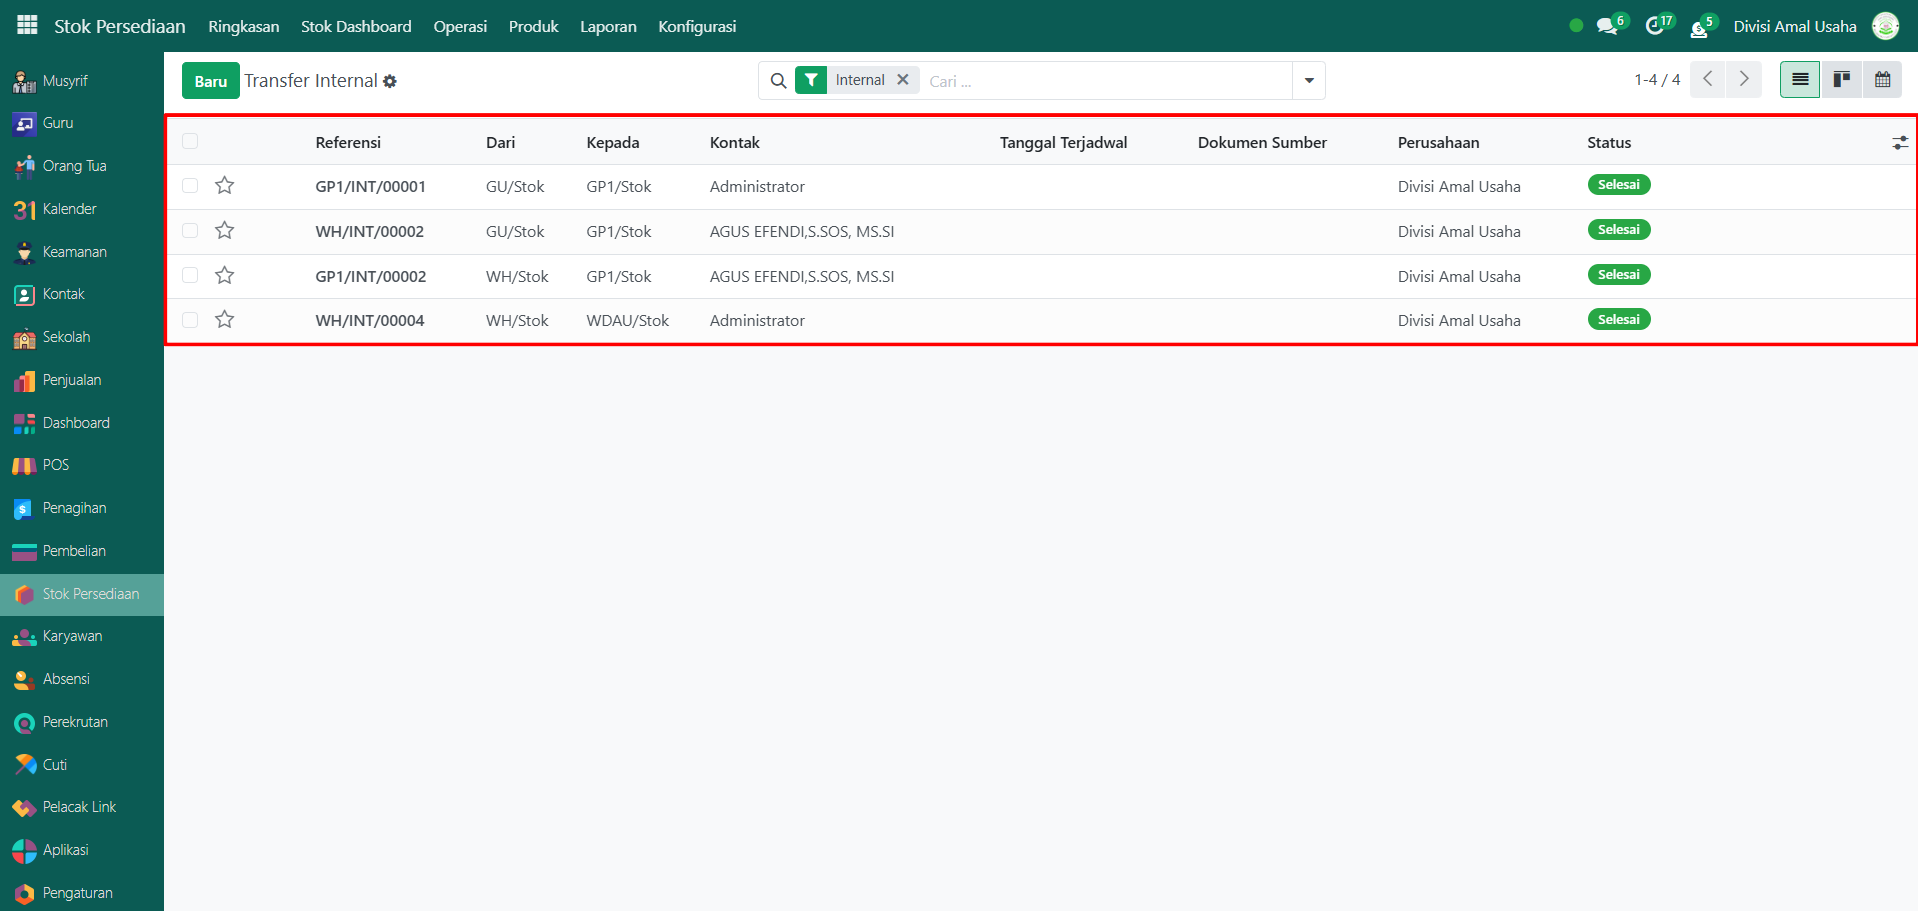 Stok Persediaan Ringkasan Stok Dashboard Operasi Produk Laporan Konfigurasi 6 17 5 Divisi Amal Usaha
Musyrif
Guru
Orang Tua
31 Kalender
Keamanan
Kontak
Sekolah
Penjualan
Dashboard
POS
Penagihan
Pembelian
Stok Persediaan
Karyawan
Absensi
Perekrutan
Cuti
Pelacak Link
Aplikasi
Pengaturan
Baru Transfer Internal Internal Cari ... 1-4 / 4
Referensi Dari Kepada Kontak Tanggal Terjadwal Dokumen Sumber Perusahaan Status
GP1/INT/00001 GU/Stok GP1/Stok Administrator Divisi Amal Usaha Selesai
WH/INT/00002 GU/Stok GP1/Stok AGUS EFENDI,S.SOS, MS.SI Divisi Amal Usaha Selesai
GP1/INT/00002 WH/Stok GP1/Stok AGUS EFENDI,S.SOS, MS.SI Divisi Amal Usaha Selesai
WH/INT/00004 WH/Stok WDAU/Stok Administrator Divisi Amal Usaha Selesai